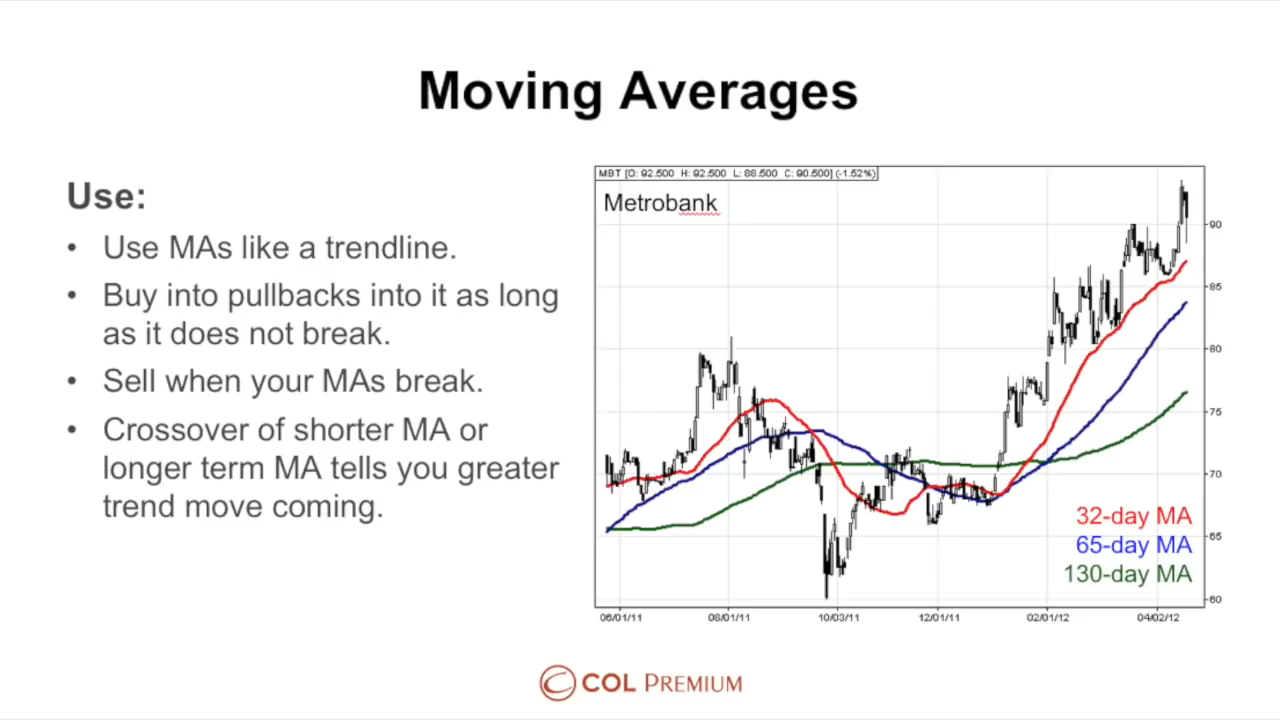 Moving Averages
Use:
• Use MAs like a trendline.
• Buy into pullbacks into it as long
as it does not break.
• Sell when your MAs break.
• Crossover of shorter MA or
longer term MA tells you greater
trend move coming.
MBT [O: 92.500 H: 92.500 L: 88.500 C: 90.500] (-1.52%)
Metrobank
90
85
80
75
70
65
60
32-day MA
65-day MA
130-day MA
06/01/11 08/01/11 10/03/11 12/01/11 02/01/12 04/02/12
COL PREMIUM